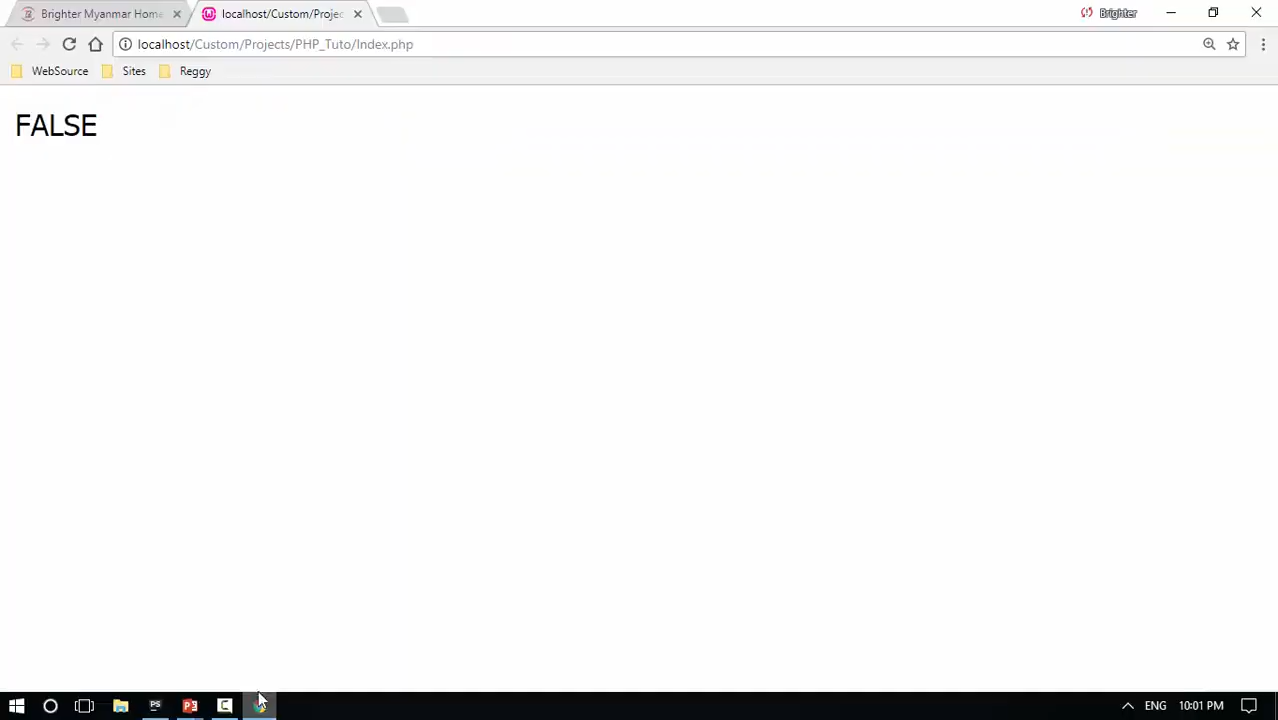 Brighter Myanmar Home
localhost/Custom/Projec
Brighter
localhost/Custom/Projects/PHP_Tuto/Index.php
WebSource
Sites
Reggy
FALSE
ENG
10:01 PM